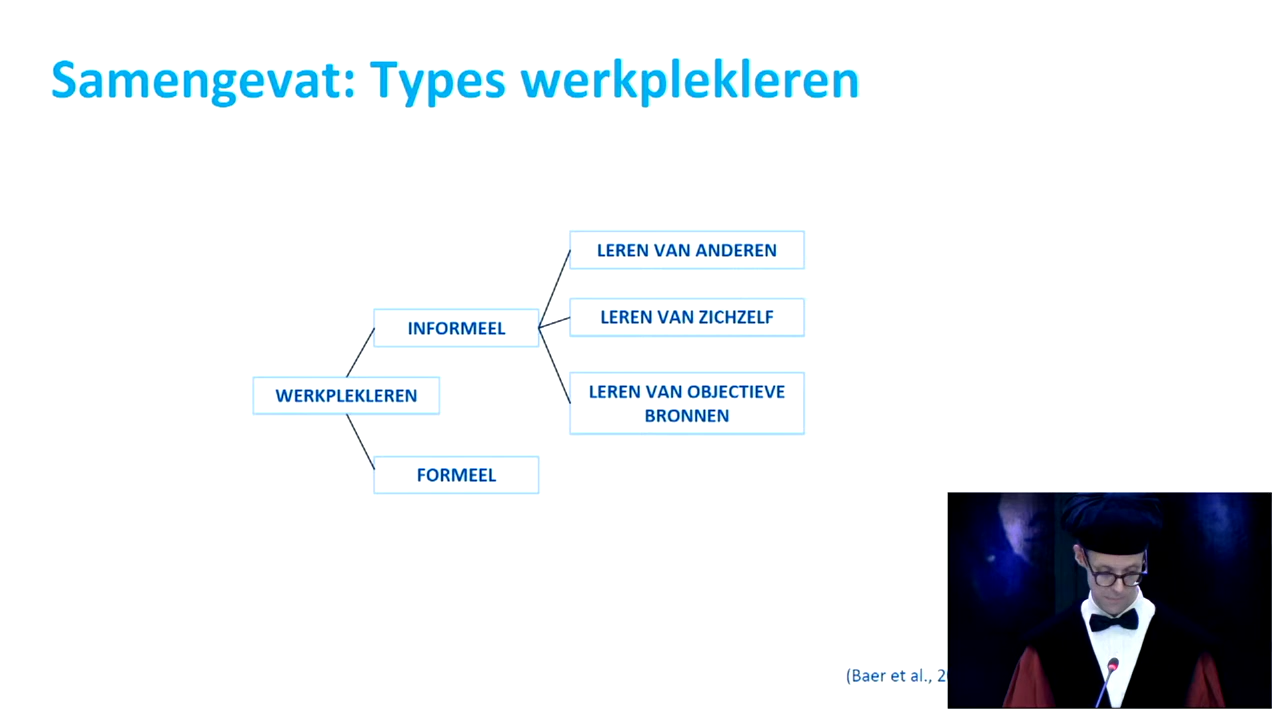 Samengevat: Types werkplekleren
LEREN VAN ANDEREN
LEREN VAN ZICHZELF
INFORMEEL
LEREN VAN OBJECTIEVE
BRONNEN
WERKPLEKLEREN
FORMEEL
(Baer et al.,